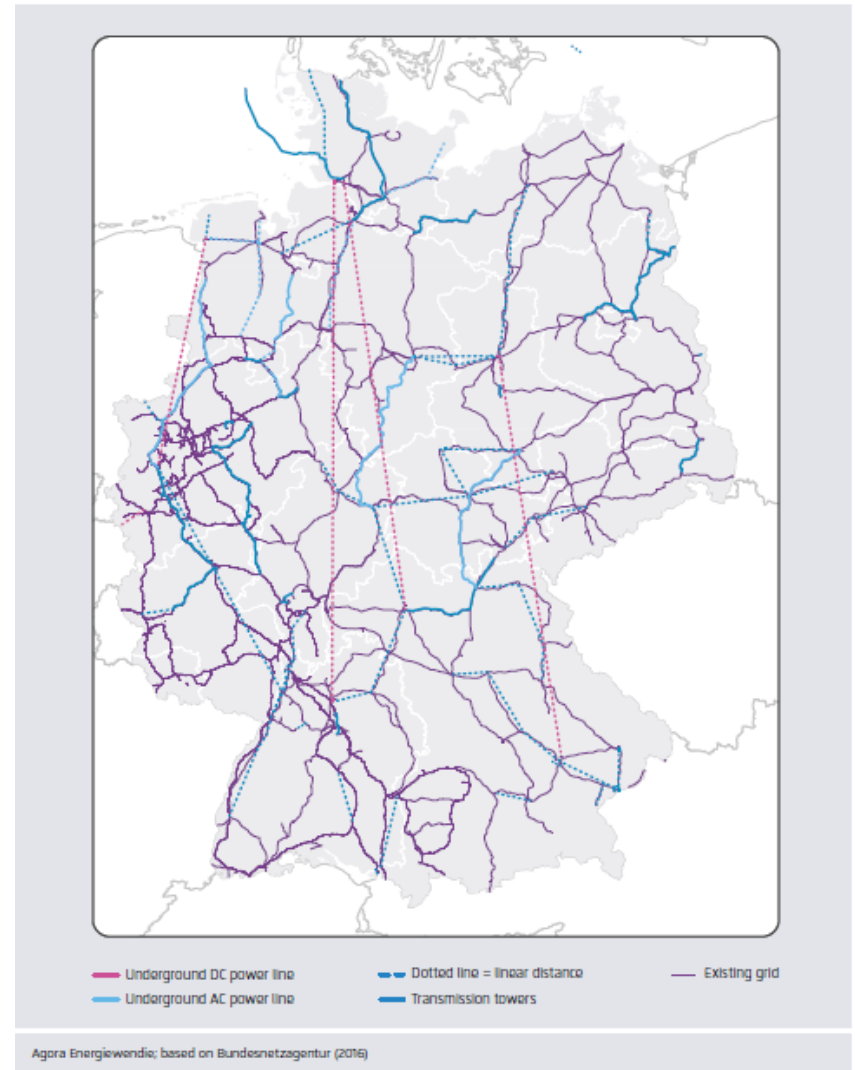 Underground DC power line
Dotted line = linear distance
Existing grid
Underground AC power line
Transmission towers
Agora Energiewendie; based on Bundesnetzagentur (2016)